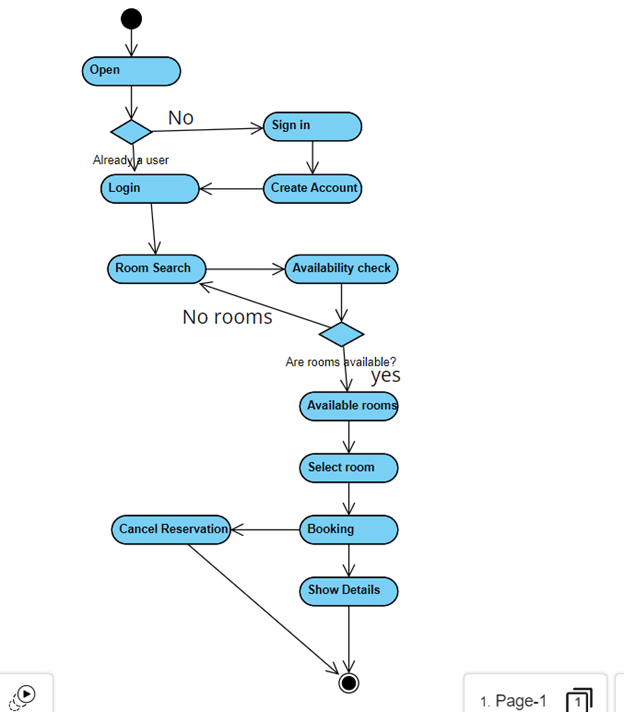 Open
No
Sign in
Already a user
Login
Create Account
Room Search
Availability check
No rooms
Are rooms available?
yes
Available rooms
Select room
Cancel Reservation
Booking
Show Details
1. Page-1
1